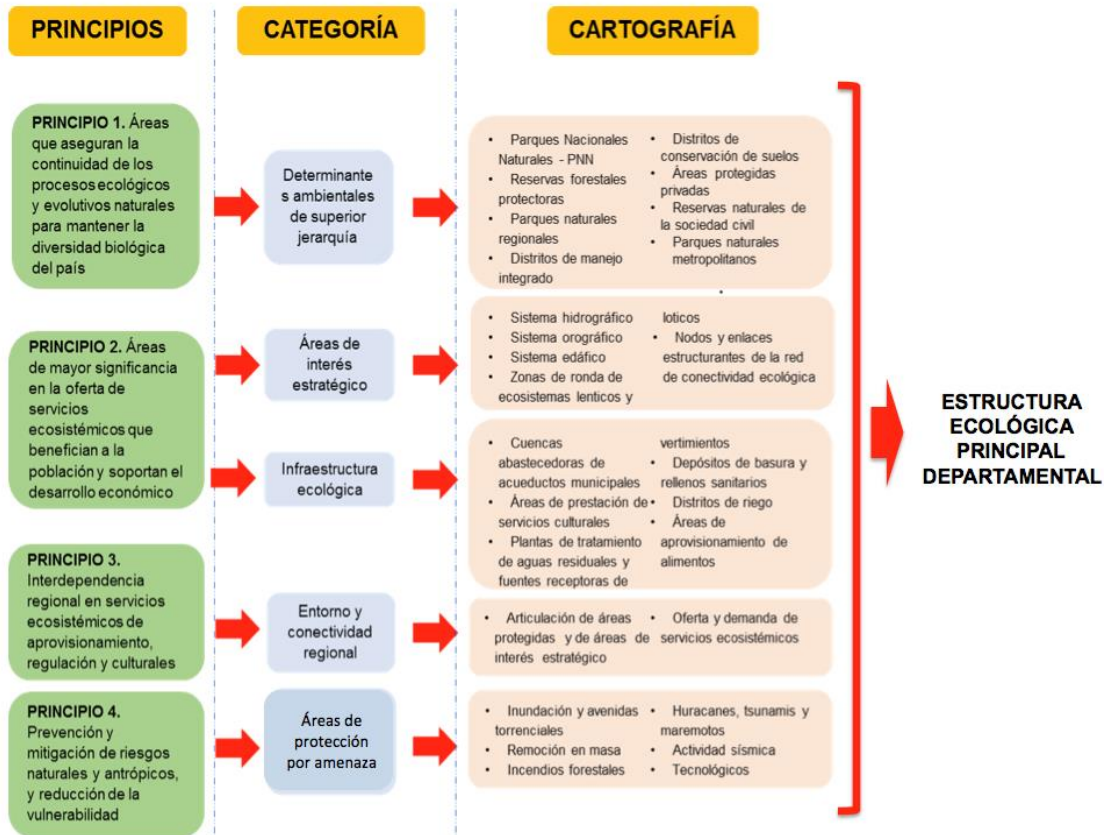 PRINCIPIOS
CATEGORÍA
CARTOGRAFÍA
PRINCIPIO 1. Áreas
que aseguran la
continuidad de los
procesos ecológicos
y evolutivos naturales
para mantener la
diversidad biológica
del país
Determinante
s ambientales
de superior
jerarquía
• Parques Nacionales
Naturales - PNN
• Reservas forestales
protectoras
• Parques naturales
regionales
• Distritos de manejo
integrado
• Distritos de
conservación de suelos
• Áreas protegidas
privadas
• Reservas naturales de
la sociedad civil
• Parques naturales
metropolitanos
•
PRINCIPIO 2. Áreas
de mayor significancia
en la oferta de
servicios
ecosistémicos que
benefician a la
población y soportan el
desarrollo económico
Áreas de
interés
estratégico
• Sistema hidrográfico
• Sistema orográfico
• Sistema edáfico
• Zonas de ronda de
ecosistemas lenticos y
loticos
• Nodos y enlaces
estructurantes de la red
de conectividad ecológica
Infraestructura
ecológica
• Cuencas
abastecedoras de
acueductos municipales
• Áreas de prestación de
servicios culturales
• Plantas de tratamiento
de aguas residuales y
fuentes receptoras de
vertimientos
• Depósitos de basura y
rellenos sanitarios
• Distritos de riego
• Áreas de
aprovisionamiento de
alimentos
PRINCIPIO 3.
Interdependencia
regional en servicios
ecosistémicos de
aprovisionamiento,
regulación y culturales
Entorno y
conectividad
regional
• Articulación de áreas
protegidas y de áreas de
interés estratégico
• Oferta y demanda de
servicios ecosistémicos
PRINCIPIO 4.
Prevención y
mitigación de riesgos
naturales y antrópicos,
y reducción de la
vulnerabilidad
Áreas de
protección
por amenaza
• Inundación y avenidas
torrenciales
• Remoción en masa
• Incendios forestales
• Huracanes, tsunamis y
maremotos
• Actividad sísmica
• Tecnológicos
ESTRUCTURA
ECOLÓGICA
PRINCIPAL
DEPARTAMENTAL